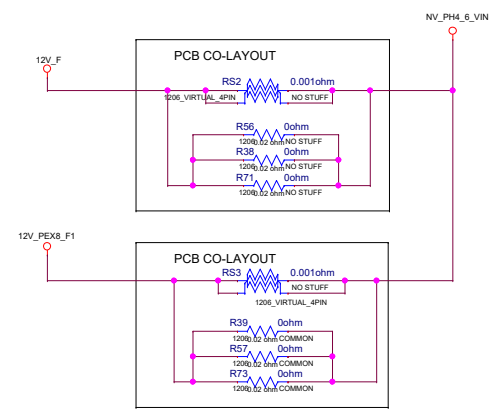 NV_PH4_6_VIN
12V_F
PCB CO-LAYOUT
RS2 0.001ohm
1206_VIRTUAL_4PIN NO STUFF
R56 0ohm
1206 0.02 ohm NO STUFF
R38 0ohm
1206 0.02 ohm NO STUFF
R71 0ohm
1206 0.02 ohm NO STUFF
12V_PEX8_F1
PCB CO-LAYOUT
RS3 0.001ohm
NO STUFF
1206_VIRTUAL_4PIN
R39 0ohm
1206 0.02 ohm COMMON
R57 0ohm
1206 0.02 ohm COMMON
R73 0ohm
1206 0.02 ohm COMMON